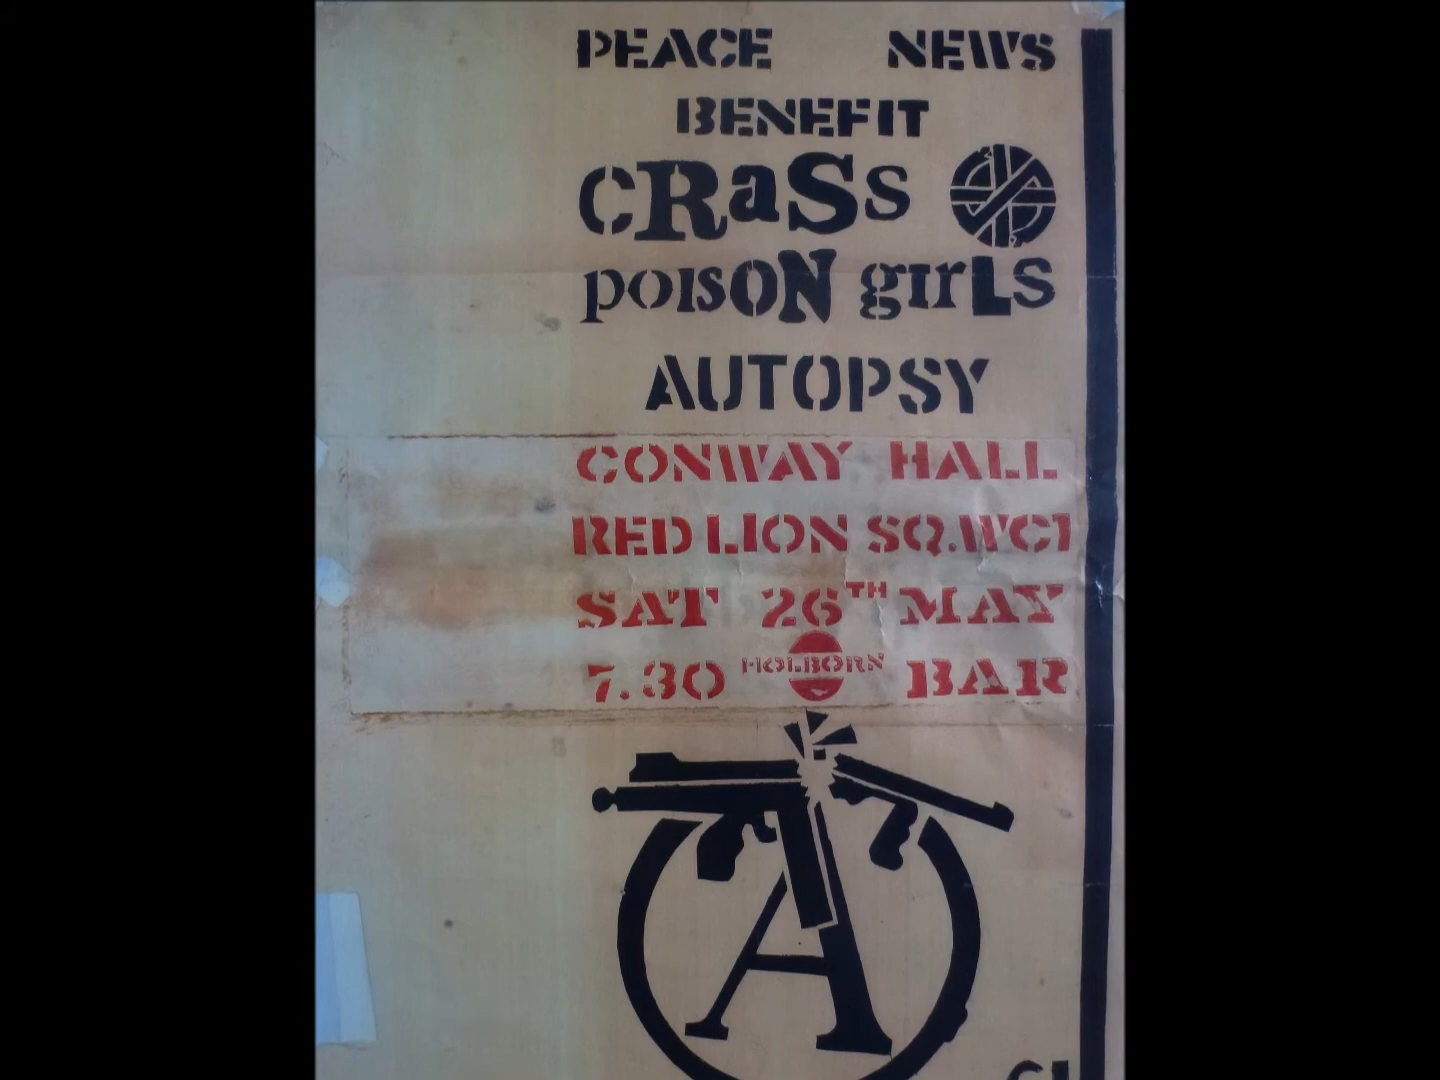 PEACE NEWS
BENEFIT
CRaSS
POISON girLS
AUTOPSY
CONWAY HALL
RED LION SQ.WC1
SAT 26TH MAY
7.30 HOLBORN BAR
A